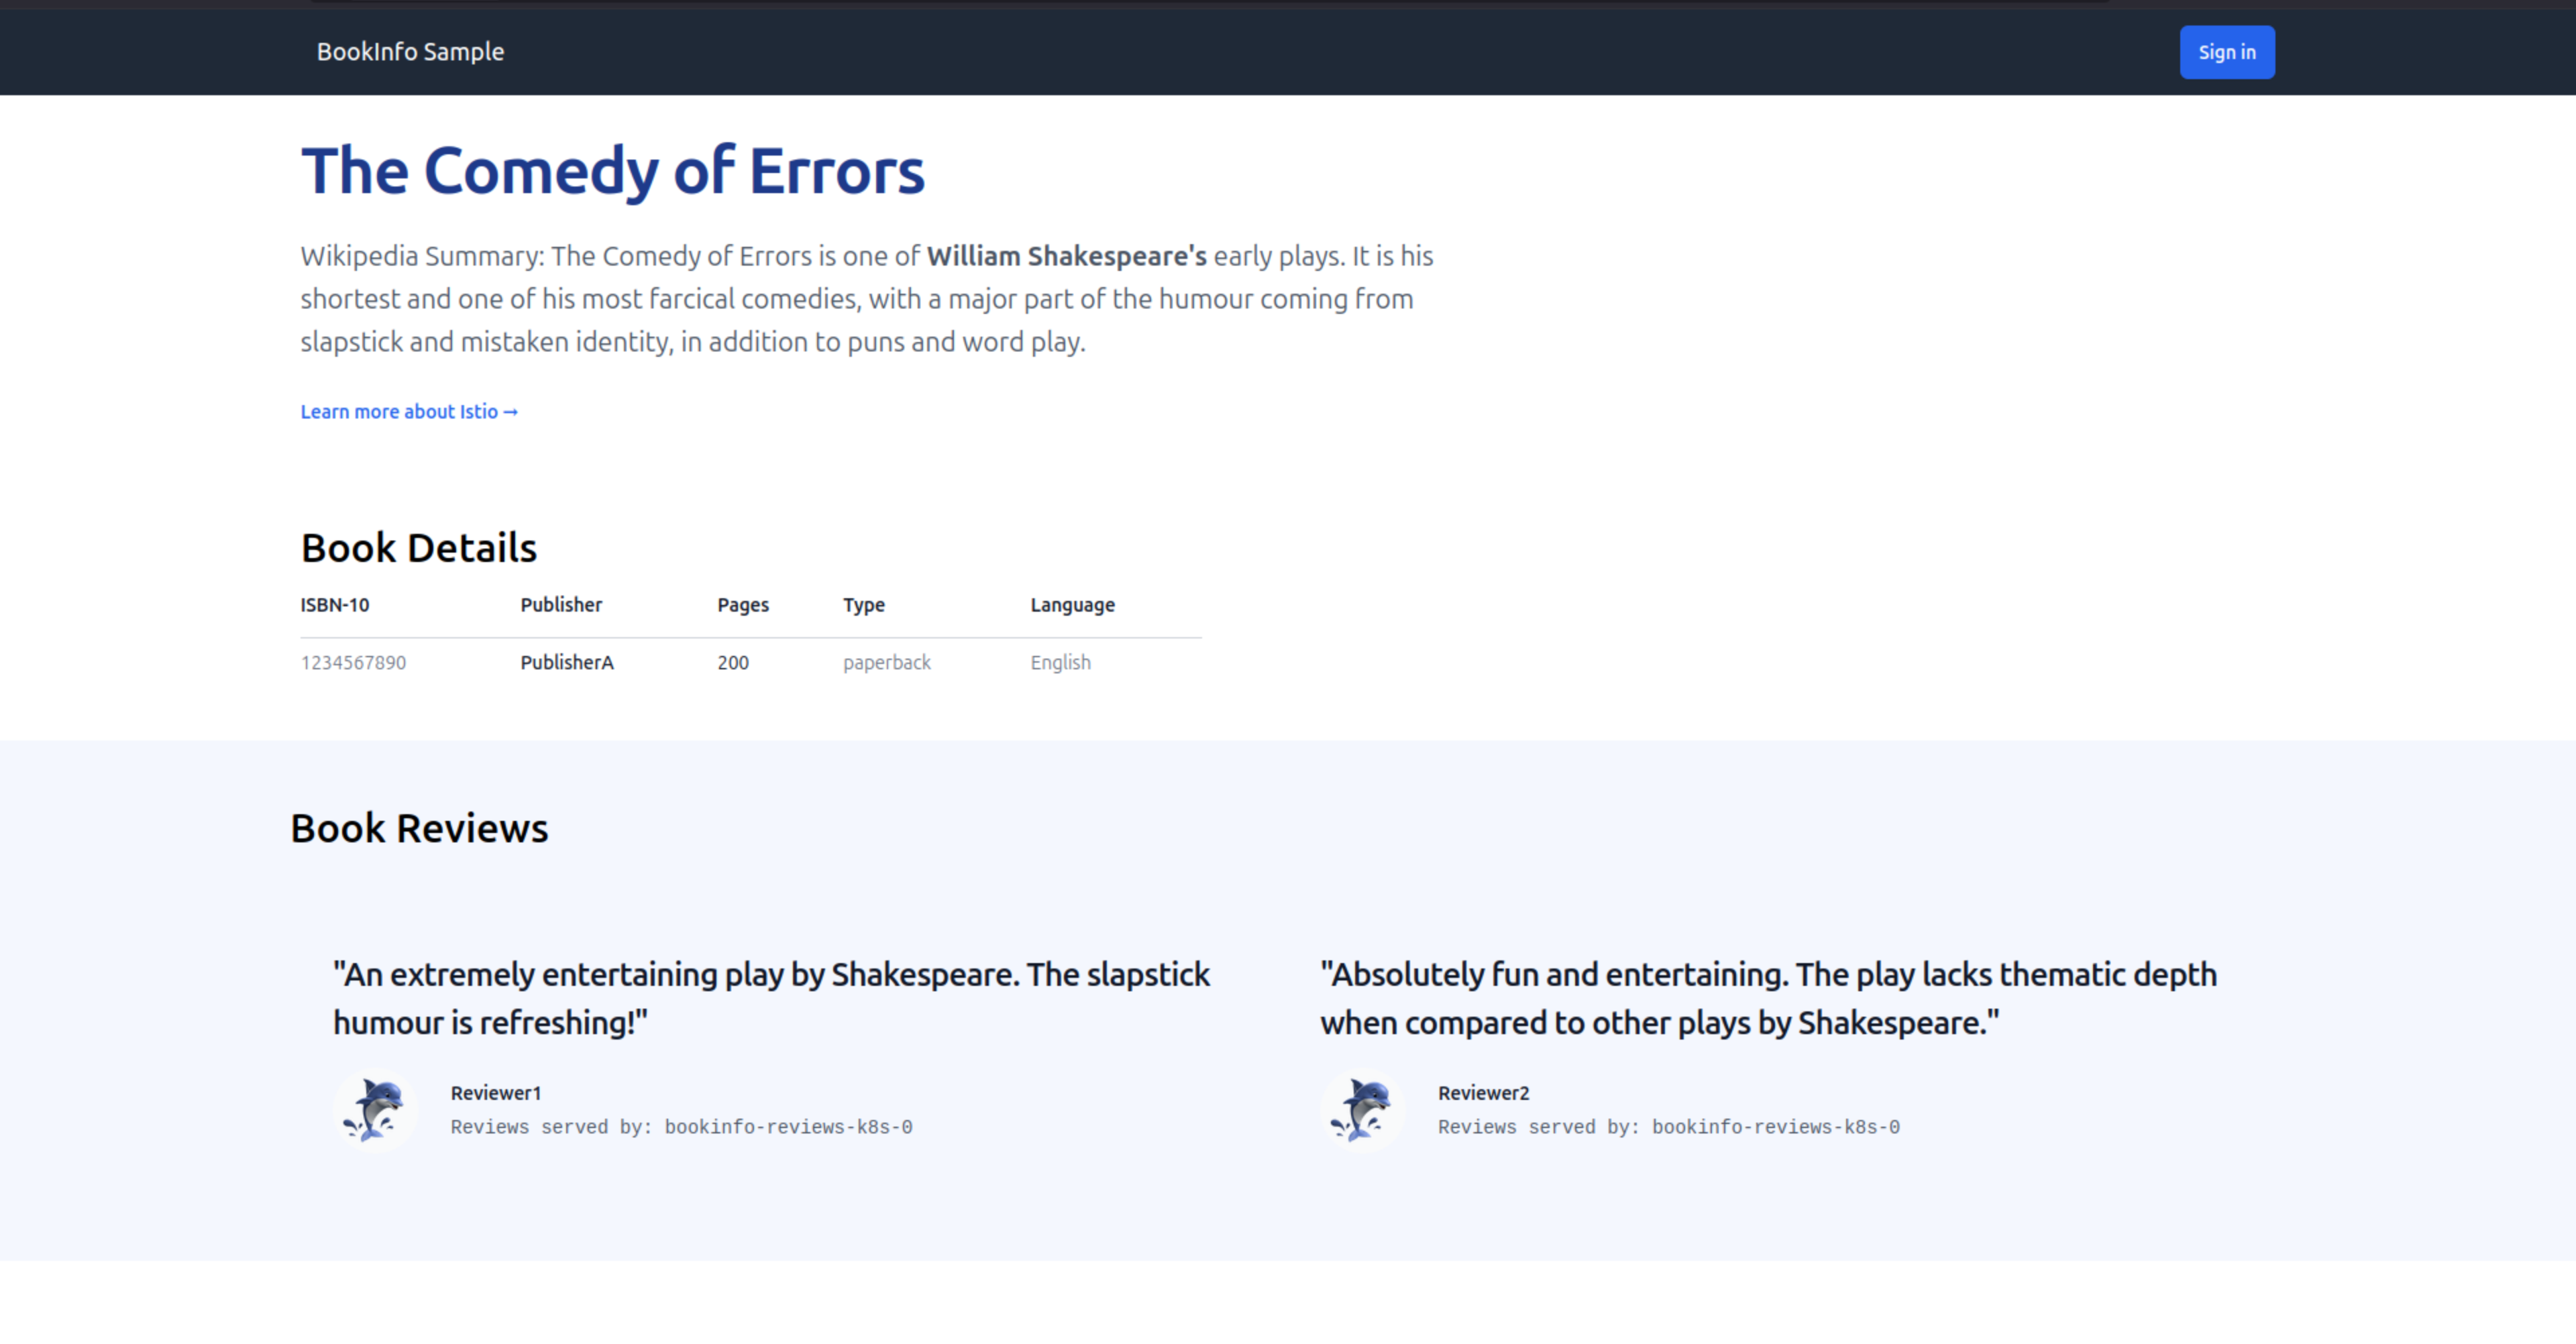 BookInfo Sample
Sign in
The Comedy of Errors
Wikipedia Summary: The Comedy of Errors is one of William Shakespeare's early plays. It is his
shortest and one of his most farcical comedies, with a major part of the humour coming from
slapstick and mistaken identity, in addition to puns and word play.
Learn more about Istio →
Book Details
ISBN-10 Publisher Pages Type Language
1234567890 PublisherA 200 paperback English
Book Reviews
"An extremely entertaining play by Shakespeare. The slapstick
humour is refreshing!"
Reviewer1
Reviews served by: bookinfo-reviews-k8s-0
"Absolutely fun and entertaining. The play lacks thematic depth
when compared to other plays by Shakespeare."
Reviewer2
Reviews served by: bookinfo-reviews-k8s-0